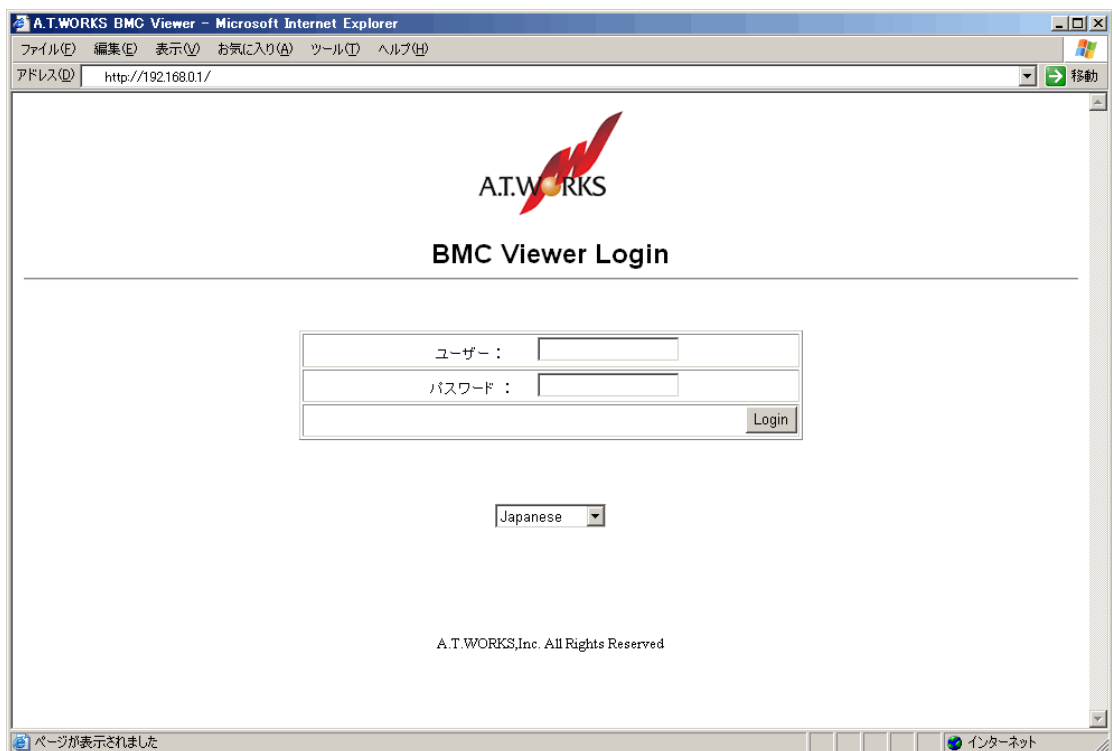 A.T.WORKS BMC Viewer - Microsoft Internet Explorer
ファイル(F) 編集(E) 表示(V) お気に入り(A) ツール(T) ヘルプ(H)
アドレス(D) http://192.168.0.1/ 移動
A.T.WORKS
BMC Viewer Login
ユーザー：
パスワード ：
Login
Japanese
A.T.WORKS,Inc. All Rights Reserved
ページが表示されました インターネット